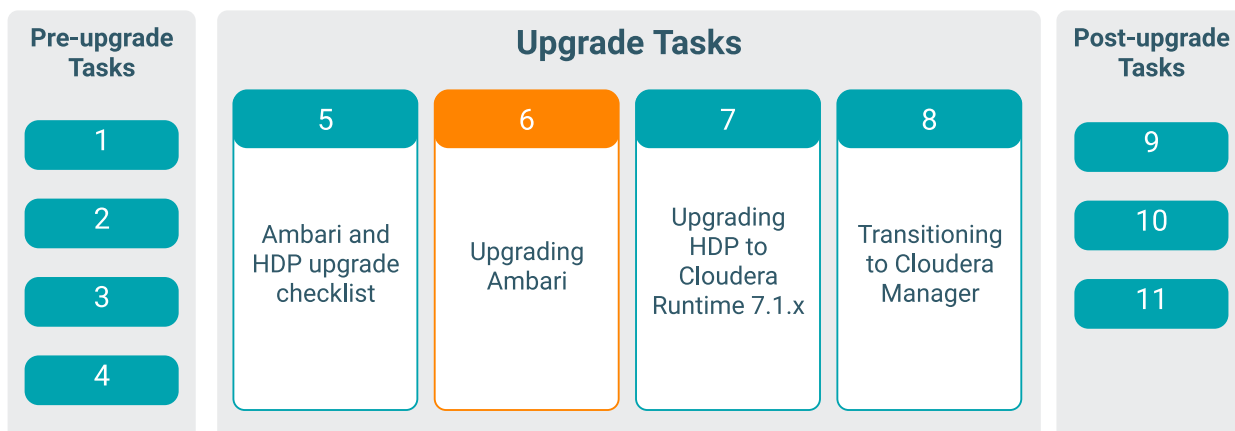 Pre-upgrade
Tasks
1
2
3
4
Upgrade Tasks
5
Ambari and
HDP upgrade
checklist
6
Upgrading
Ambari
7
Upgrading
HDP to
Cloudera
Runtime 7.1.x
8
Transitioning
to Cloudera
Manager
Post-upgrade
Tasks
9
10
11